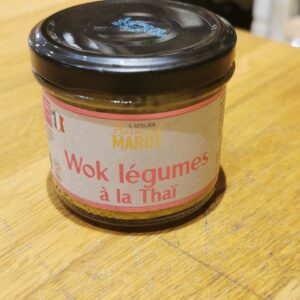 L'ATELIER
MAROT
Wok légumes
à la Thaï